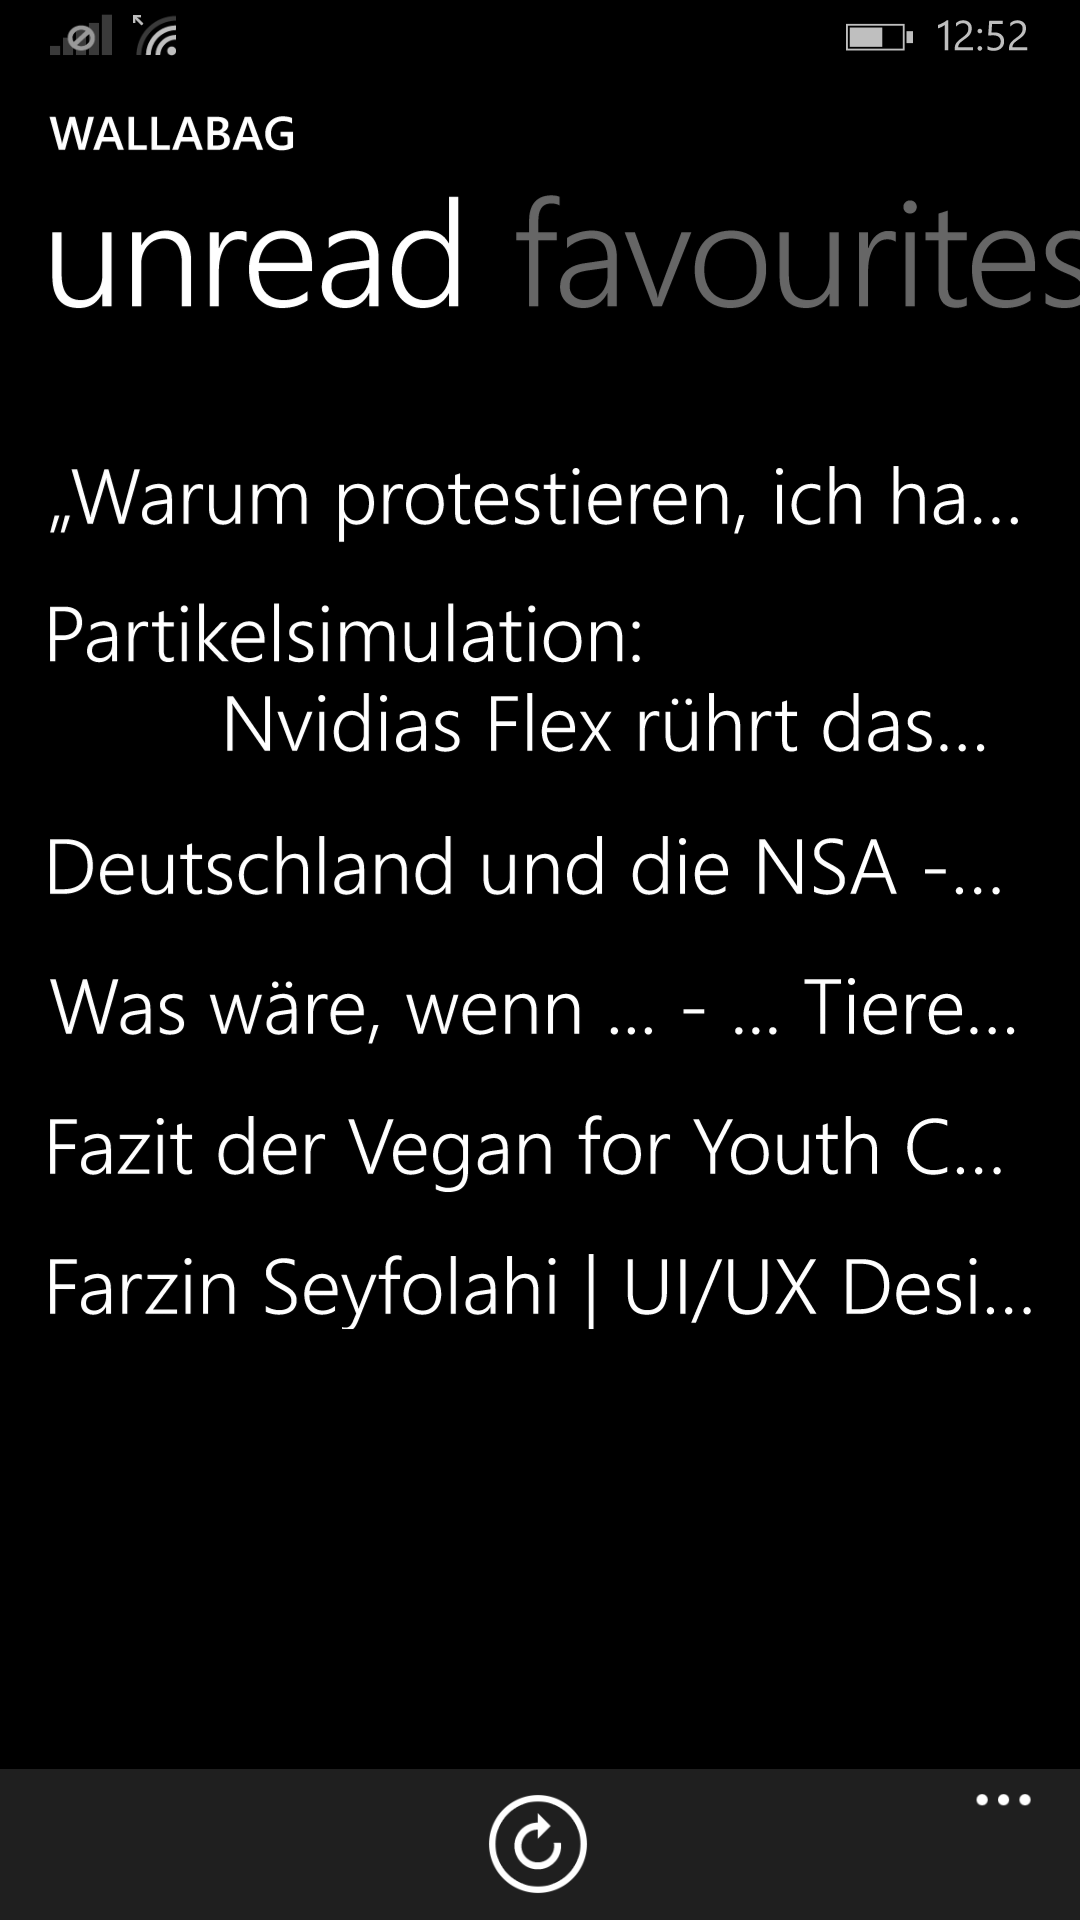 12:52
WALLABAG
unread favourites
„Warum protestieren, ich ha...
Partikelsimulation:
Nvidias Flex rührt das...
Deutschland und die NSA -...
Was wäre, wenn ... - ... Tiere...
Fazit der Vegan for Youth C...
Farzin Seyfolahi | UI/UX Desi...